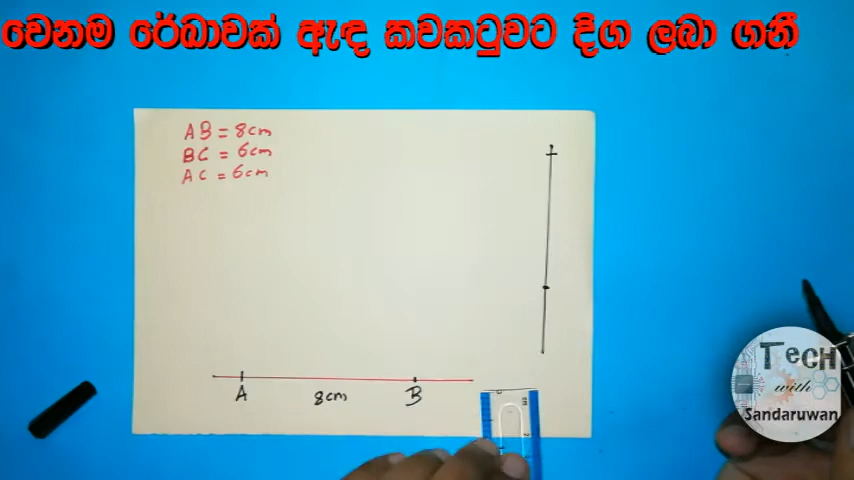 වෙනම රේඛාවක් ඇඳ කවකටුවට දිග ලබා ගනී
AB = 8cm
BC = 6cm
AC = 6cm
A 8cm B
TecH
with
Sandaruwan